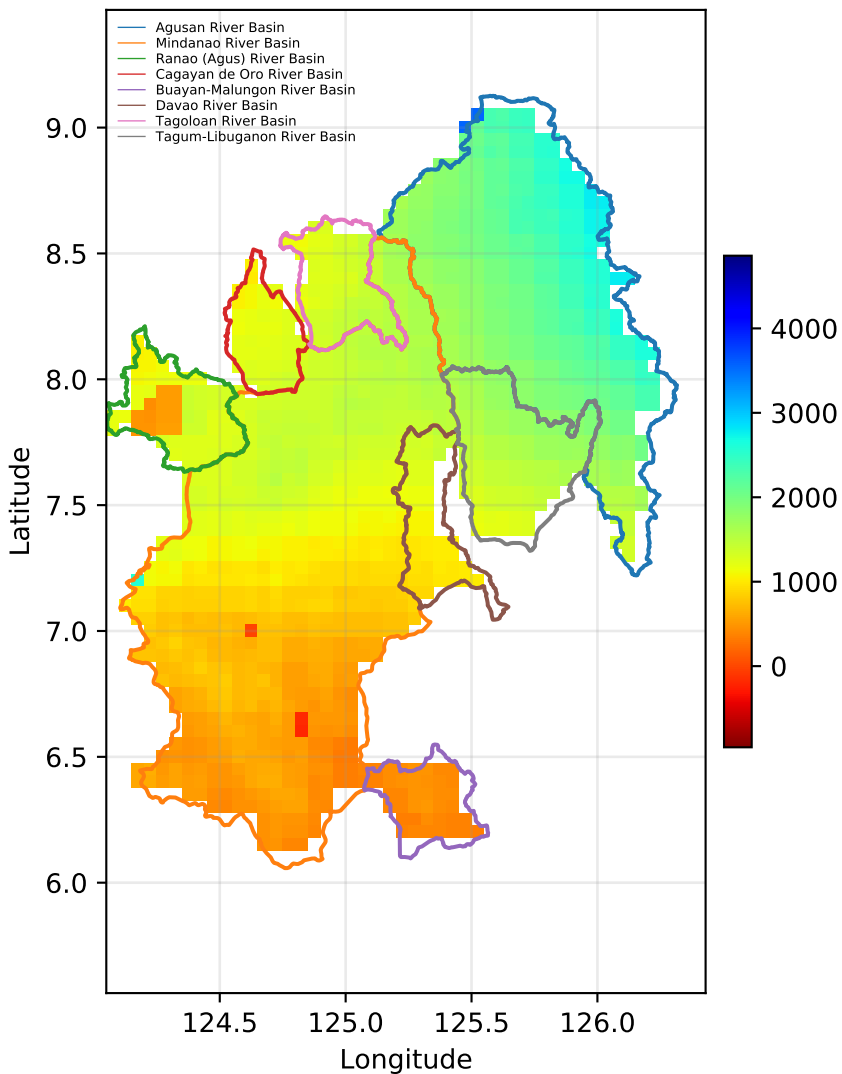 Agusan River Basin
Mindanao River Basin
Ranao (Agus) River Basin
Cagayan de Oro River Basin
Buayan-Malungon River Basin
Davao River Basin
Tagoloan River Basin
Tagum-Libuganon River Basin
9.0
8.5
8.0
7.5
7.0
6.5
6.0
Latitude
124.5 125.0 125.5 126.0
Longitude
4000
3000
2000
1000
0